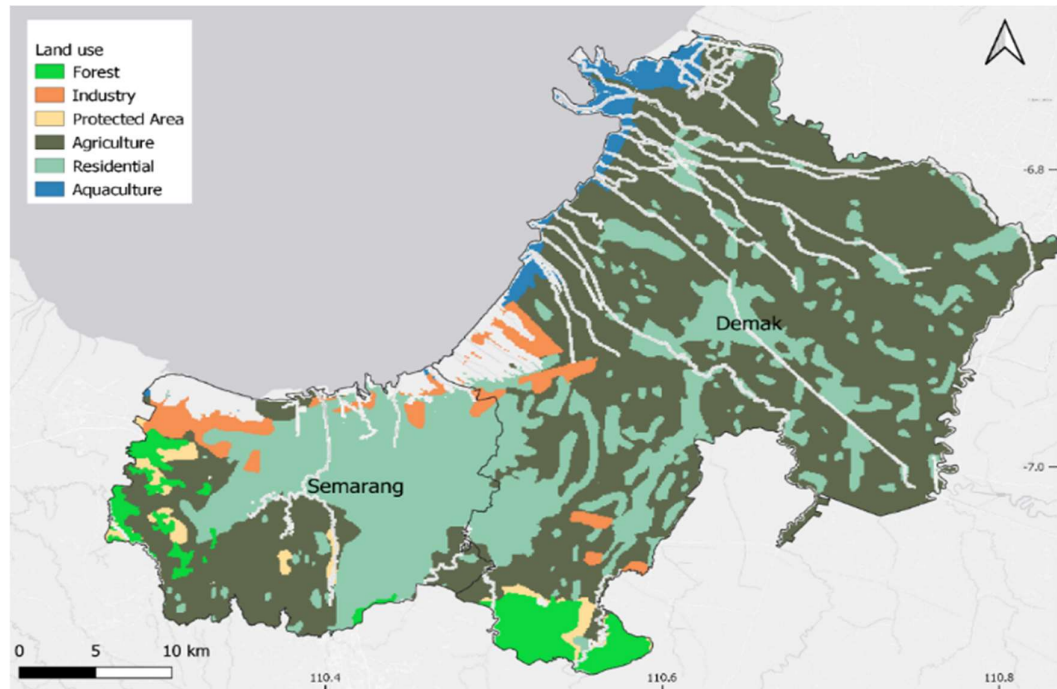 Land use
Forest
Industry
Protected Area
Agriculture
Residential
Aquaculture
-6.8
Demak
-7.0
Semarang
0 5 10 km
110.4 110.6 110.8